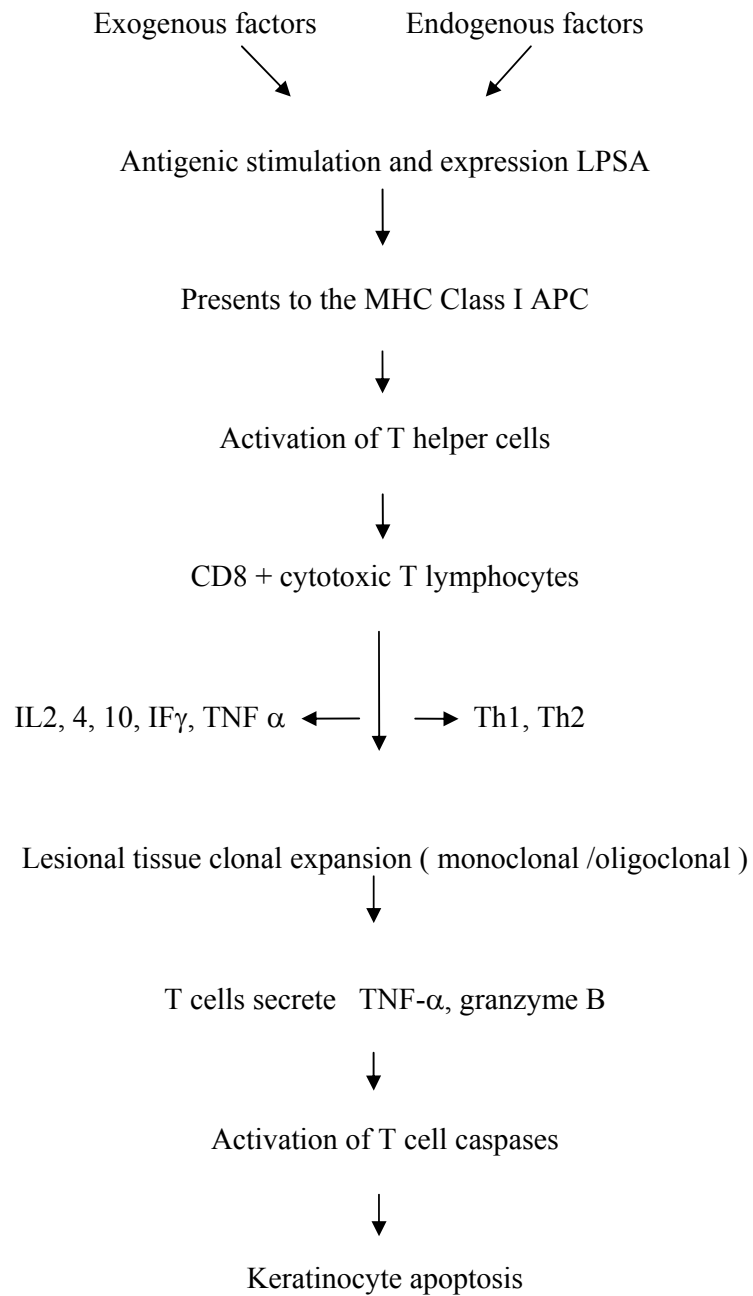 Exogenous factors Endogenous factors
Antigenic stimulation and expression LPSA
Presents to the MHC Class I APC
Activation of T helper cells
CD8 + cytotoxic T lymphocytes
IL2, 4, 10, IFγ, TNF α Th1, Th2
Lesional tissue clonal expansion ( monoclonal /oligoclonal )
T cells secrete TNF-α, granzyme B
Activation of T cell caspases
Keratinocyte apoptosis